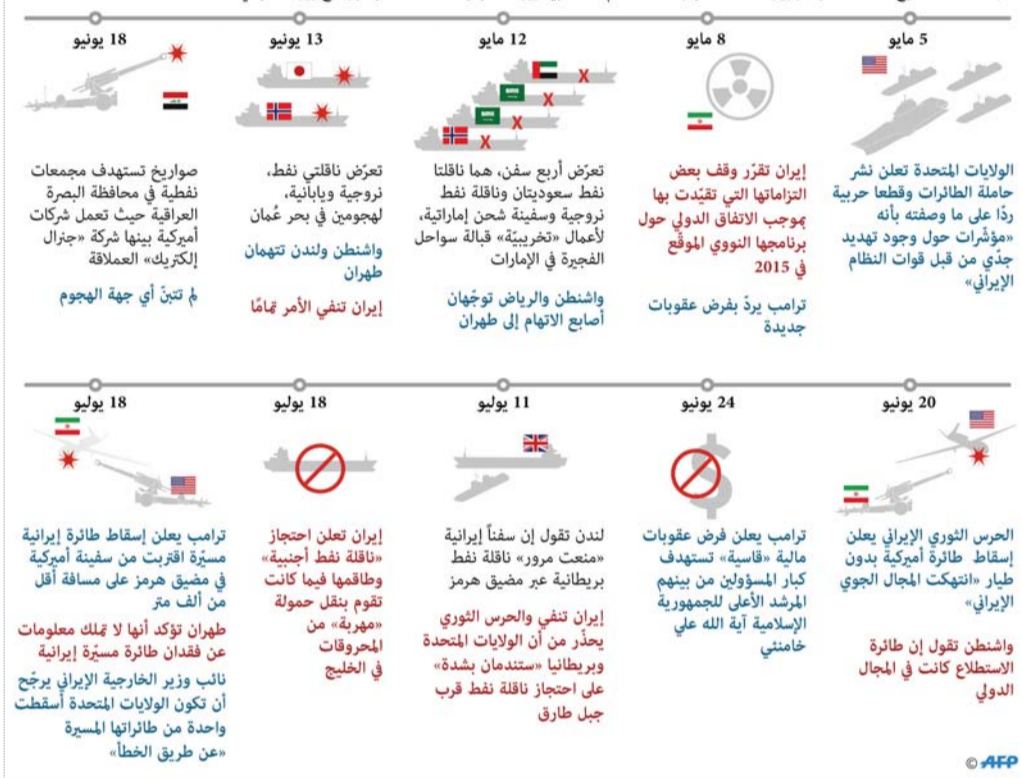 5 مايو
الولايات المتحدة تعلن نشر
حاملة الطائرات وقطعا حربية
ردّا على ما وصفته بأنه
«مؤشّرات حول وجود تهديد
جدّي من قبل قوات النظام
الإيراني»
8 مايو
إيران تقرّر وقف بعض
التزاماتها التي تقيّدت بها
بموجب الاتفاق الدولي حول
برنامجها النووي الموقّع
في 2015
ترامب يردّ بفرض عقوبات
جديدة
12 مايو
تعرّض أربع سفن، هما ناقلتا
نفط سعوديتان وناقلة نفط
نروجية وسفينة شحن إماراتية،
لأعمال «تخريبيّة» قبالة سواحل
الفجيرة في الإمارات
واشنطن والرياض توجّهان
أصابع الاتهام إلى طهران
13 يونيو
تعرّض ناقلتي نفط،
نروجية ويابانية،
لهجومين في بحر عُمان
واشنطن ولندن تتهمان
طهران
إيران تنفي الأمر تمامًا
18 يونيو
صواريخ تستهدف مجمعات
نفطية في محافظة البصرة
العراقية حيث تعمل شركات
أميركية بينها شركة «جنرال
إلكتريك» العملاقة
لم تتبنّ أي جهة الهجوم
20 يونيو
الحرس الثوري الإيراني يعلن
إسقاط طائرة أميركية بدون
طيار «انتهكت المجال الجوي
الإيراني»
واشنطن تقول إن طائرة
الاستطلاع كانت في المجال
الدولي
24 يونيو
ترامب يعلن فرض عقوبات
مالية «قاسية» تستهدف
كبار المسؤولين من بينهم
المرشد الأعلى للجمهورية
الإسلامية آية الله علي
خامنئي
11 يوليو
لندن تقول إن سفناً إيرانية
«منعت مرور» ناقلة نفط
بريطانية عبر مضيق هرمز
إيران تنفي والحرس الثوري
يحذّر من أن الولايات المتحدة
وبريطانيا «ستندمان بشدة»
على احتجاز ناقلة نفط قرب
جبل طارق
18 يوليو
إيران تعلن احتجاز
«ناقلة نفط أجنبية»
وطاقمها فيما كانت
تقوم بنقل حمولة
«مهربة» من
المحروقات
في الخليج
18 يوليو
ترامب يعلن إسقاط طائرة إيرانية
مسيّرة اقتربت من سفينة أميركية
في مضيق هرمز على مسافة أقل
من ألف متر
طهران تؤكد أنها لا تملك معلومات
عن فقدان طائرة مسيّرة إيرانية
نائب وزير الخارجية الإيراني يرجّح
أن تكون الولايات المتحدة أسقطت
واحدة من طائراتها المسيرة
«عن طريق الخطأ»
© AFP